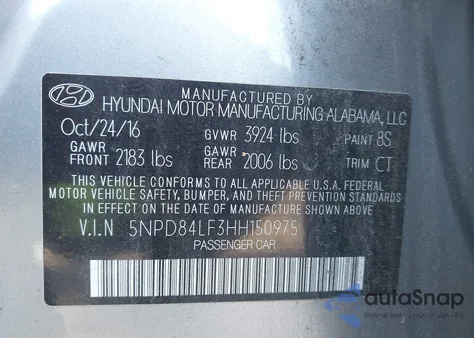 MANUFACTURED BY
HYUNDAI MOTOR MANUFACTURING ALABAMA, LLC
Oct/24/16 GVWR 3924 lbs PAINT 8S
GAWR FRONT 2183 lbs GAWR REAR 2006 lbs TRIM CT
THIS VEHICLE CONFORMS TO ALL APPLICABLE U.S.A. FEDERAL
MOTOR VEHICLE SAFETY, BUMPER, AND THEFT PREVENTION STANDARDS
IN EFFECT ON THE DATE OF MANUFACTURE SHOWN ABOVE.
V.I.N 5NPD84LF3HH150975
PASSENGER CAR
autoSnap